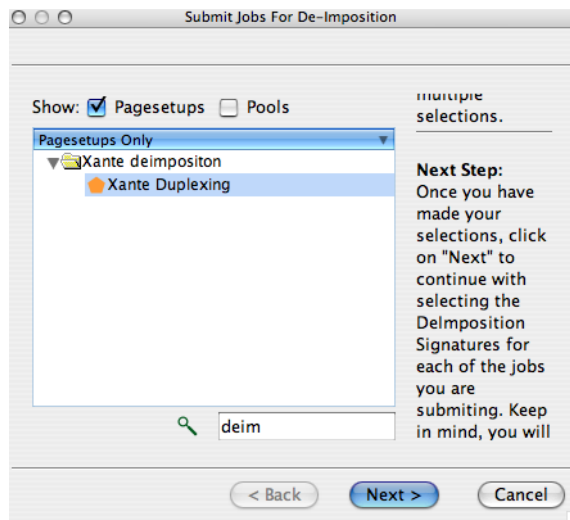 Submit Jobs For De-Imposition
Show: Pagesetups Pools
Pagesetups Only
Xante deimpositon
Xante Duplexing
deim
multiple
selections.
Next Step:
Once you have
made your
selections, click
on "Next" to
continue with
selecting the
DeImposition
Signatures for
each of the jobs
you are
submiting. Keep
in mind, you will
< Back
Next >
Cancel